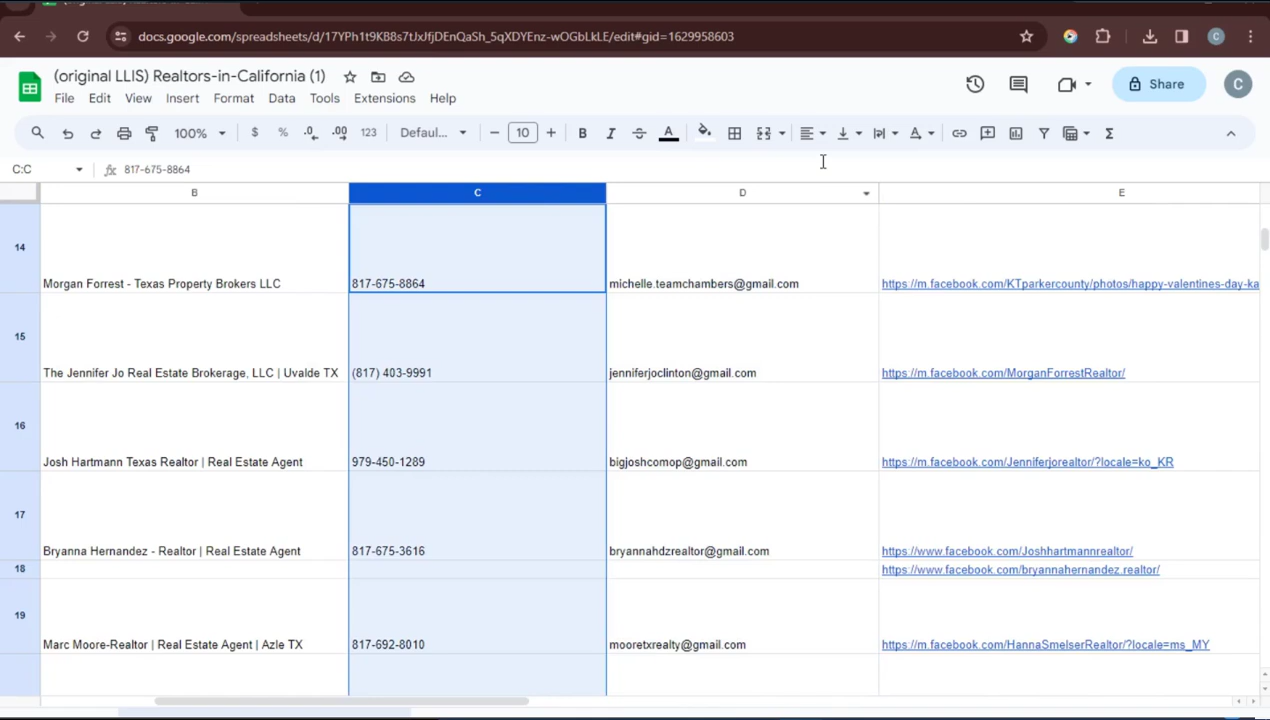 docs.google.com/spreadsheets/d/17YPh1t9KB8s7tJxJfjDEnQaSh_5qXDYEnz-wOGbLkLE/edit#gid=1629958603
C
(original LLIS) Realtors-in-California (1)
File Edit View Insert Format Data Tools Extensions Help
Share
C
100% $ % .0 .00 123 Defaul... 10 B I A A
C:C fx 817-675-8864
B C D E
14 Morgan Forrest - Texas Property Brokers LLC 817-675-8864 michelle.teamchambers@gmail.com https://m.facebook.com/KTparkercounty/photos/happy-valentines-day-ka
15 The Jennifer Jo Real Estate Brokerage, LLC | Uvalde TX (817) 403-9991 jenniferjoclinton@gmail.com https://m.facebook.com/MorganForrestRealtor/
16 Josh Hartmann Texas Realtor | Real Estate Agent 979-450-1289 bigjoshcomop@gmail.com https://m.facebook.com/Jenniferjorealtor/?locale=ko_KR
17 Bryanna Hernandez - Realtor | Real Estate Agent 817-675-3616 bryannahdzrealtor@gmail.com https://www.facebook.com/Joshhartmannrealtor/
18 https://www.facebook.com/bryannahernandez.realtor/
19 Marc Moore-Realtor | Real Estate Agent | Azle TX 817-692-8010 mooretxrealty@gmail.com https://m.facebook.com/HannaSmelserRealtor/?locale=ms_MY